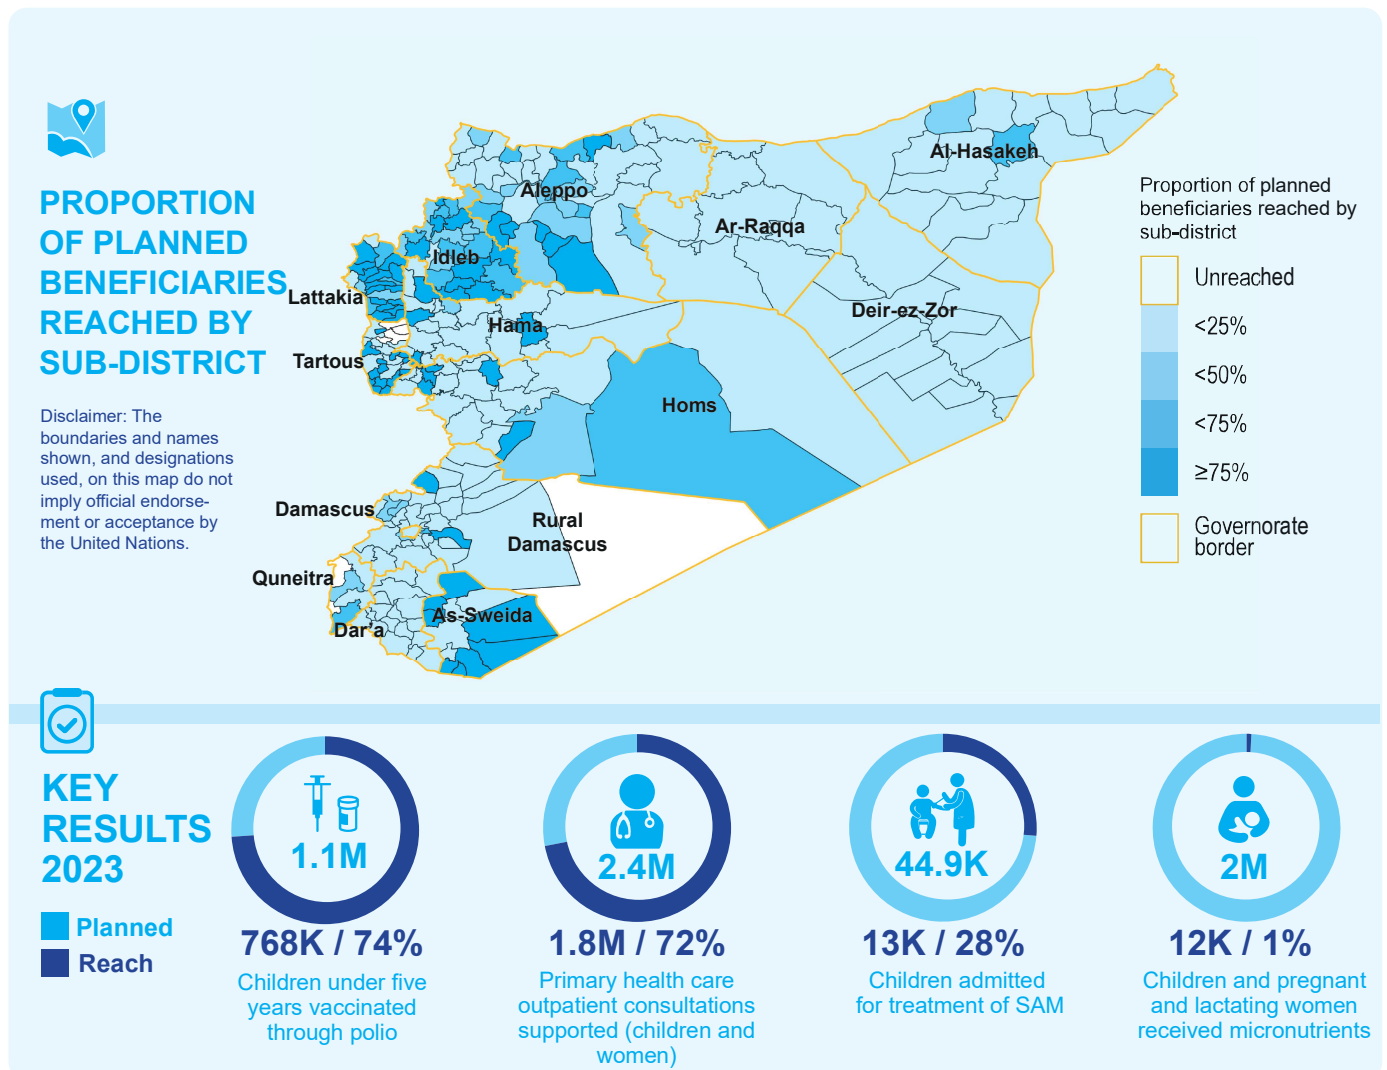 PROPORTION
OF PLANNED
BENEFICIARIES
REACHED BY
SUB-DISTRICT
Disclaimer: The
boundaries and names
shown, and designations
used, on this map do not
imply official endorse-
ment or acceptance by
the United Nations.
Al-Hasakeh
Aleppo
Ar-Raqqa
Idleb
Lattakia
Deir-ez-Zor
Hama
Tartous
Homs
Damascus
Rural
Damascus
Quneitra
As-Sweida
Dar'a
Proportion of planned
beneficiaries reached by
sub-district
Unreached
<25%
<50%
<75%
≥75%
Governorate
border
KEY
RESULTS
2023
Planned
Reach
1.1M
768K / 74%
Children under five
years vaccinated
through polio
2.4M
1.8M / 72%
Primary health care
outpatient consultations
supported (children and
women)
44.9K
13K / 28%
Children admitted
for treatment of SAM
2M
12K / 1%
Children and pregnant
and lactating women
received micronutrients